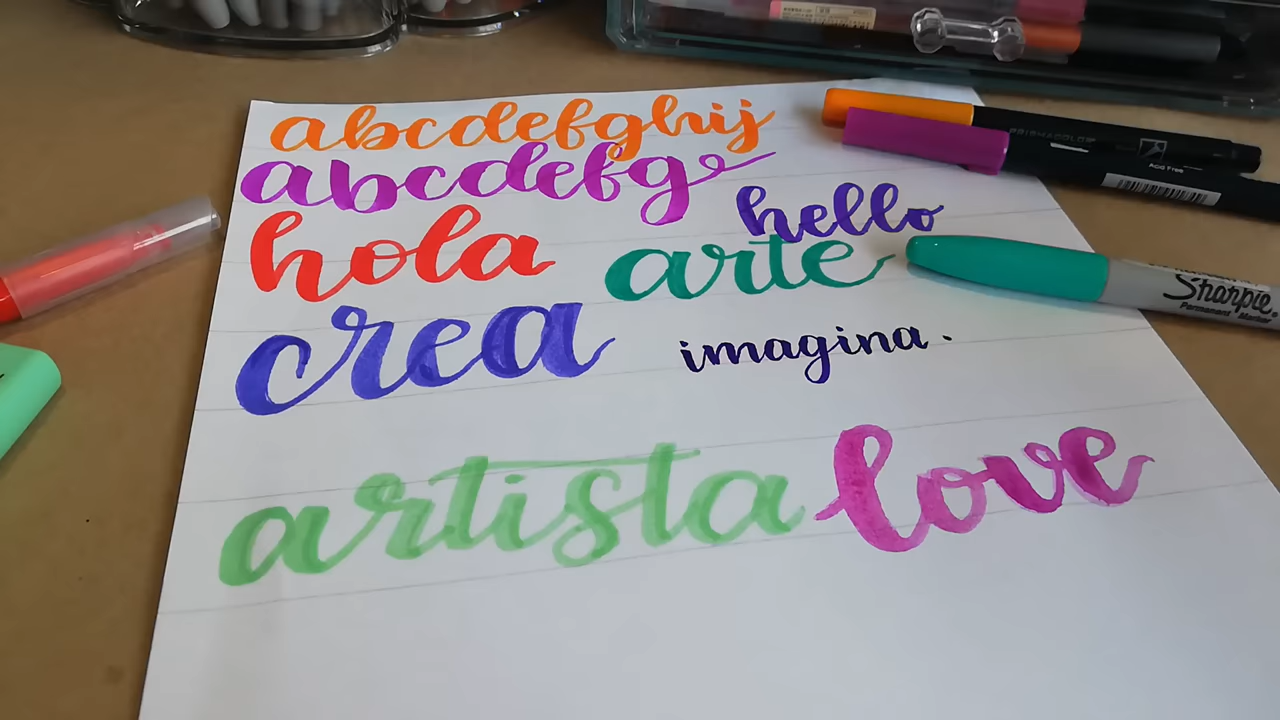 abcdefghij
abcdefg
hola
hello
arte
crea
imagina.
artista love
PRISMACOLOR
Sharpie.
Permanent Marker